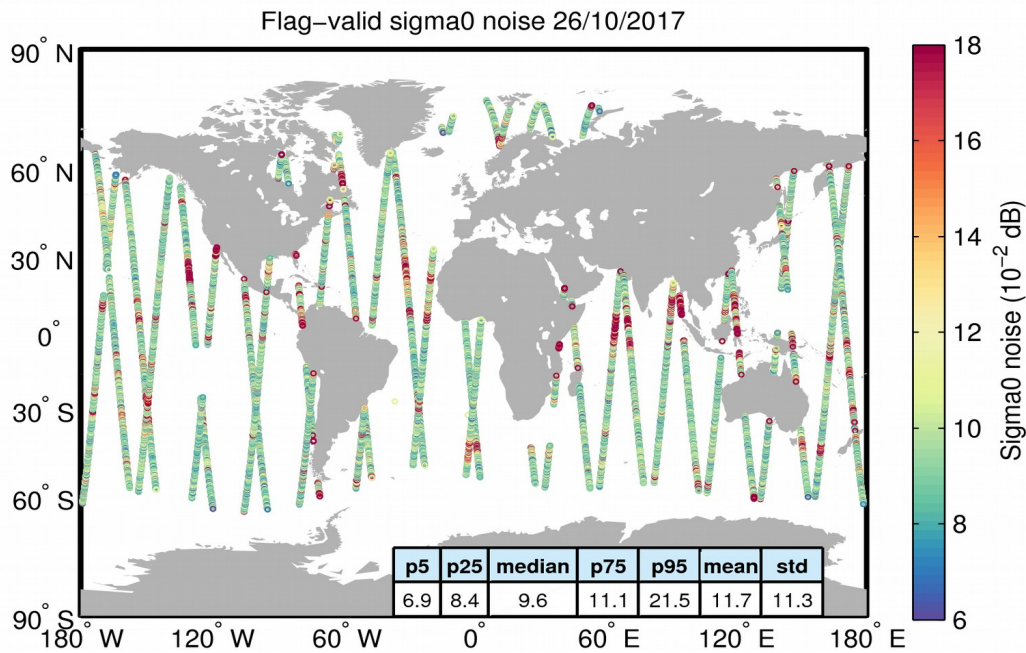 Flag−valid sigma0 noise 26/10/2017
90° N
60° N
30° N
0°
30° S
60° S
90° S
180° W
120° W
60° W
0°
60° E
120° E
180° E
p5 p25 median p75 p95 mean std
6.9 8.4 9.6 11.1 21.5 11.7 11.3
18
16
14
12
10
8
6
Sigma0 noise (10⁻² dB)